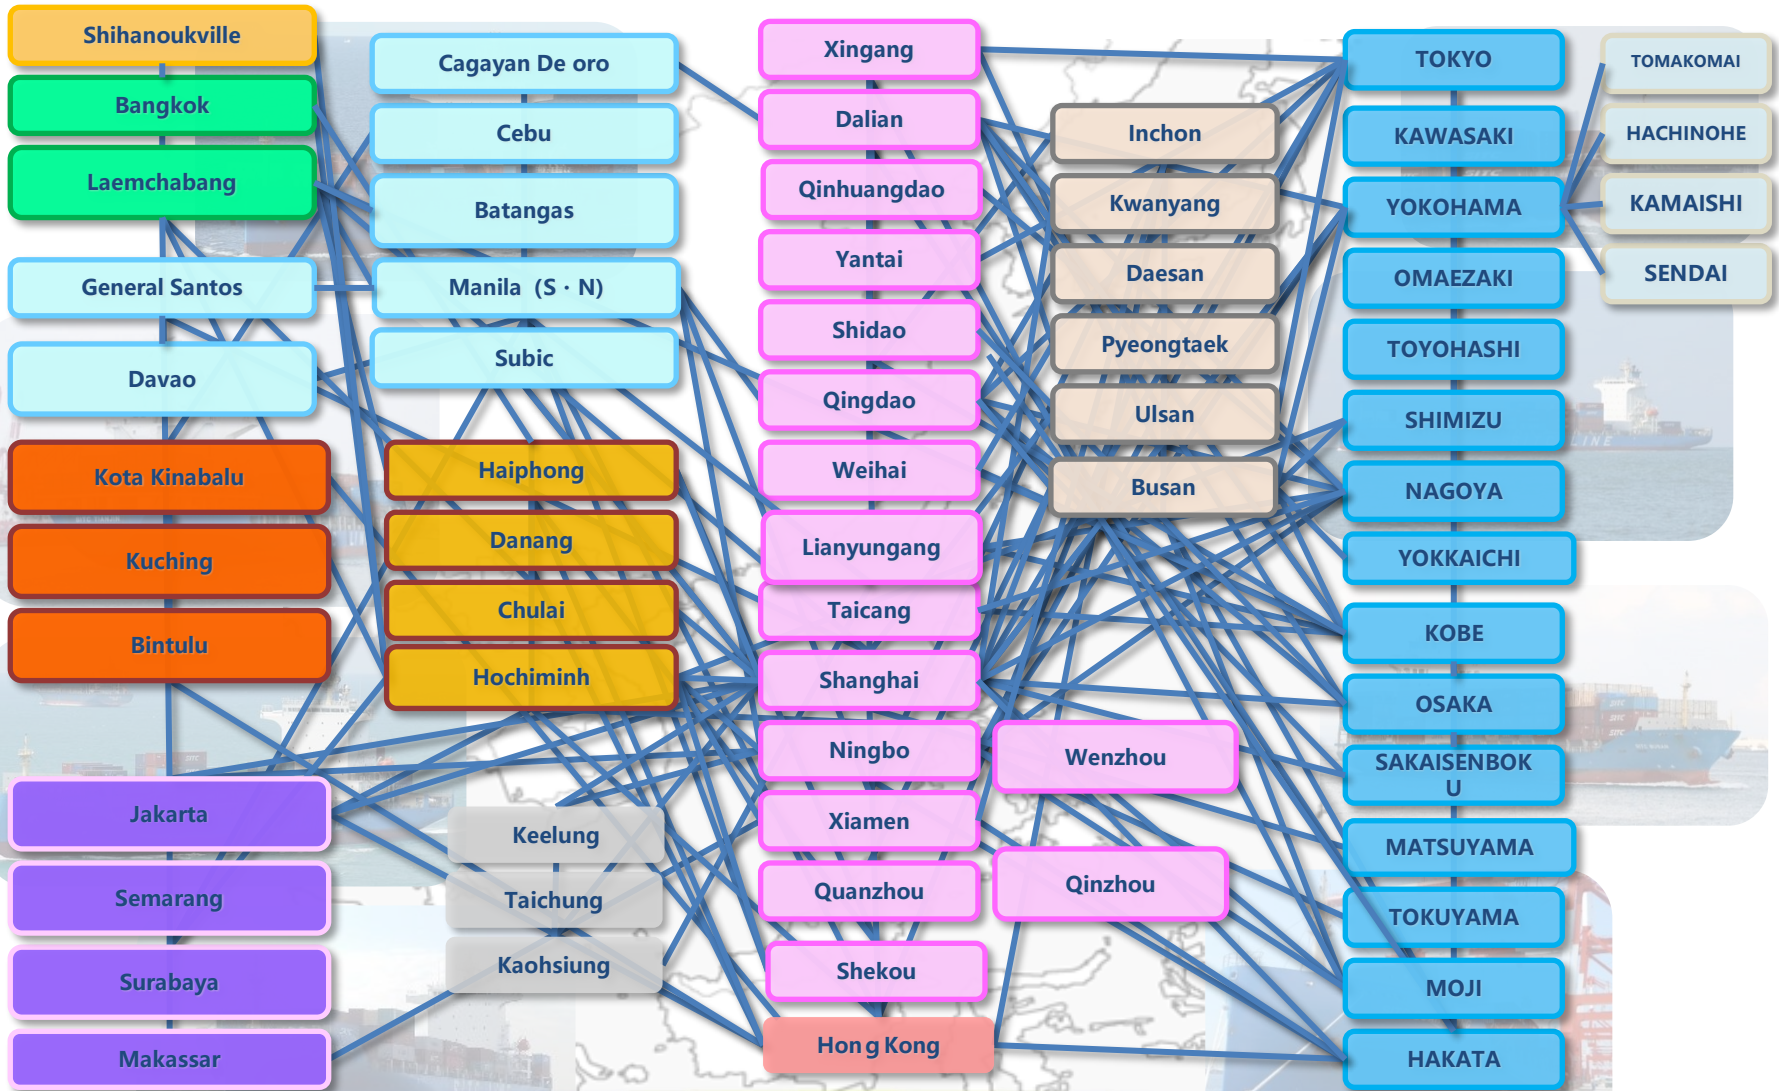 Shihanoukville
Bangkok
Laemchabang
General Santos
Davao
Kota Kinabalu
Kuching
Bintulu
Jakarta
Semarang
Surabaya
Makassar
Cagayan De oro
Cebu
Batangas
Manila (S · N)
Subic
Haiphong
Danang
Chulai
Hochiminh
Keelung
Taichung
Kaohsiung
Xingang
Dalian
Qinhuangdao
Yantai
Shidao
Qingdao
Weihai
Lianyungang
Taicang
Shanghai
Ningbo
Xiamen
Quanzhou
Shekou
Hong Kong
Wenzhou
Qinzhou
Inchon
Kwanyang
Daesan
Pyeongtaek
Ulsan
Busan
TOKYO
KAWASAKI
YOKOHAMA
OMAEZAKI
TOYOHASHI
SHIMIZU
NAGOYA
YOKKAICHI
KOBE
OSAKA
SAKAISENBOK
U
MATSUYAMA
TOKUYAMA
MOJI
HAKATA
TOMAKOMAI
HACHINOHE
KAMAISHI
SENDAI